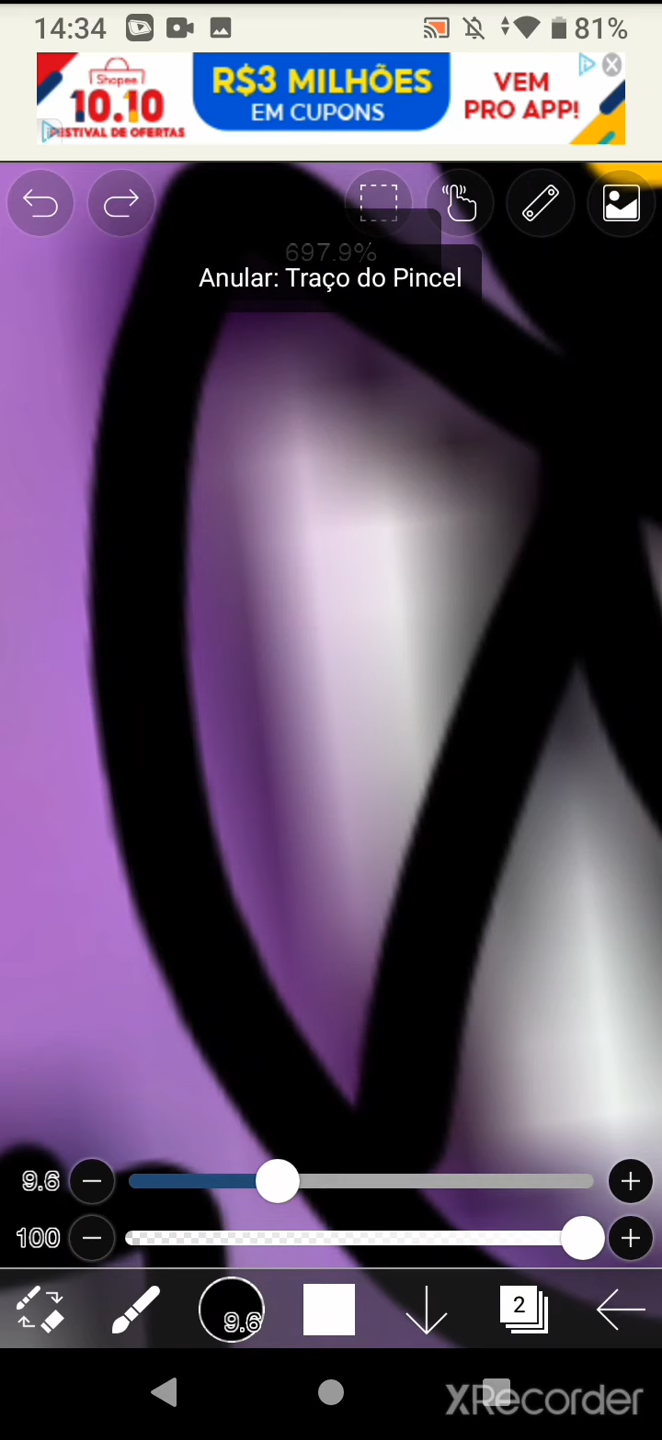 14:34
81%
Shopee
10.10
FESTIVAL DE OFERTAS
R$3 MILHÕES
EM CUPONS
VEM
PRO APP!
697.9%
Anular: Traço do Pincel
9.6
100
9.6
2
XRecorder